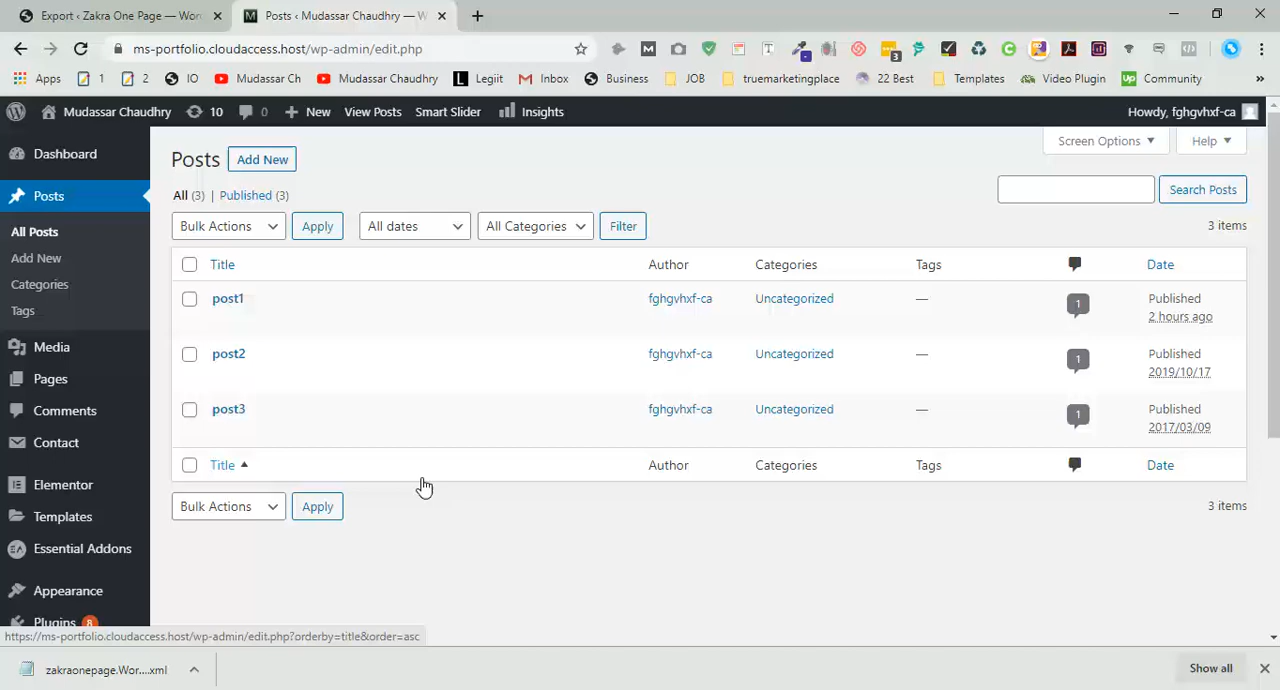 Export ‹ Zakra One Page — Wor
Posts ‹ Mudassar Chaudhry — W
ms-portfolio.cloudaccess.host/wp-admin/edit.php
Apps
1
2
IO
Mudassar Ch
Mudassar Chaudhry
Legiit
Inbox
Business
JOB
truemarketingplace
22 Best
Templates
Video Plugin
Community
Mudassar Chaudhry
10
0
New
View Posts
Smart Slider
Insights
Howdy, fghgvhxf-ca
Dashboard
Posts
All Posts
Add New
Categories
Tags
Media
Pages
Comments
Contact
Elementor
Templates
Essential Addons
Appearance
Plugins 8
Screen Options
Help
Posts
Add New
All (3) | Published (3)
Search Posts
Bulk Actions
Apply
All dates
All Categories
Filter
3 items
Title Author Categories Tags Date
post1 fghgvhxf-ca Uncategorized — 1 Published
2 hours ago
post2 fghgvhxf-ca Uncategorized — 1 Published
2019/10/17
post3 fghgvhxf-ca Uncategorized — 1 Published
2017/03/09
Title Author Categories Tags Date
Bulk Actions
Apply
3 items
https://ms-portfolio.cloudaccess.host/wp-admin/edit.php?orderby=title&order=asc
zakraonepage.Wor....xml
Show all